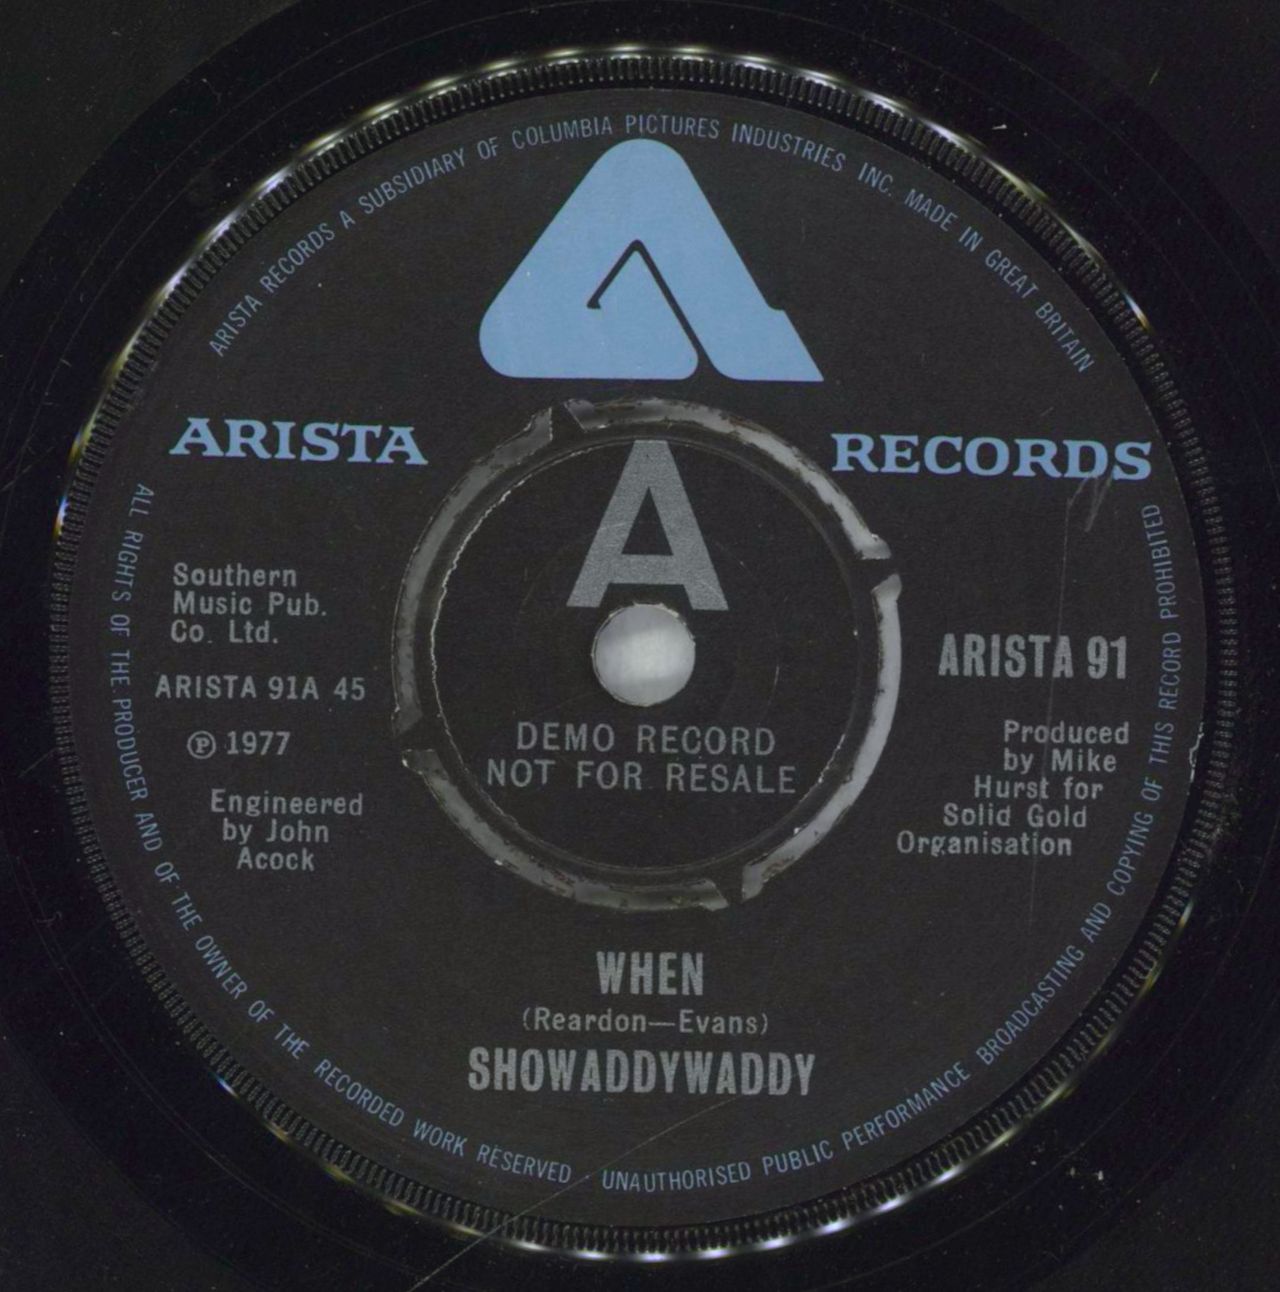 ARISTA RECORDS A SUBSIDIARY OF COLUMBIA PICTURES INDUSTRIES INC. MADE IN GREAT BRITAIN
ARISTA RECORDS
A
Southern
Music Pub.
Co. Ltd.
ARISTA 91A 45
Ⓟ 1977
Engineered
by John
Acock
DEMO RECORD
NOT FOR RESALE
ARISTA 91
Produced
by Mike
Hurst for
Solid Gold
Organisation
WHEN
(Reardon—Evans)
SHOWADDYWADDY
ALL RIGHTS OF THE PRODUCER AND OF THE OWNER OF THE RECORDED WORK RESERVED · UNAUTHORISED PUBLIC PERFORMANCE BROADCASTING AND COPYING OF THIS RECORD PROHIBITED